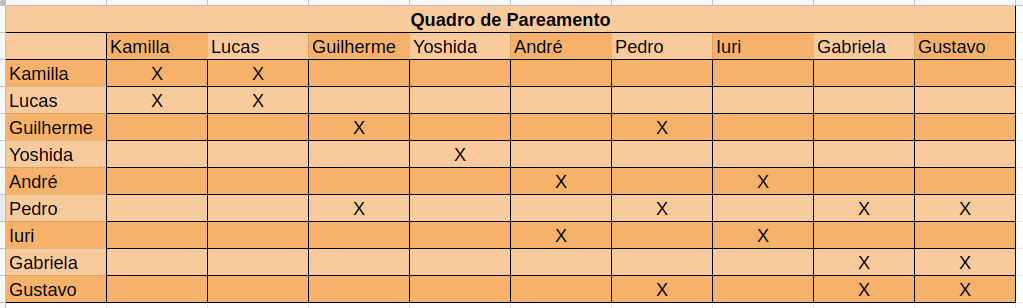 Quadro de Pareamento
Kamilla Lucas Guilherme Yoshida André Pedro Iuri Gabriela Gustavo
Kamilla X X
Lucas X X
Guilherme X X
Yoshida X
André X X
Pedro X X X X
Iuri X X
Gabriela X X
Gustavo X X X